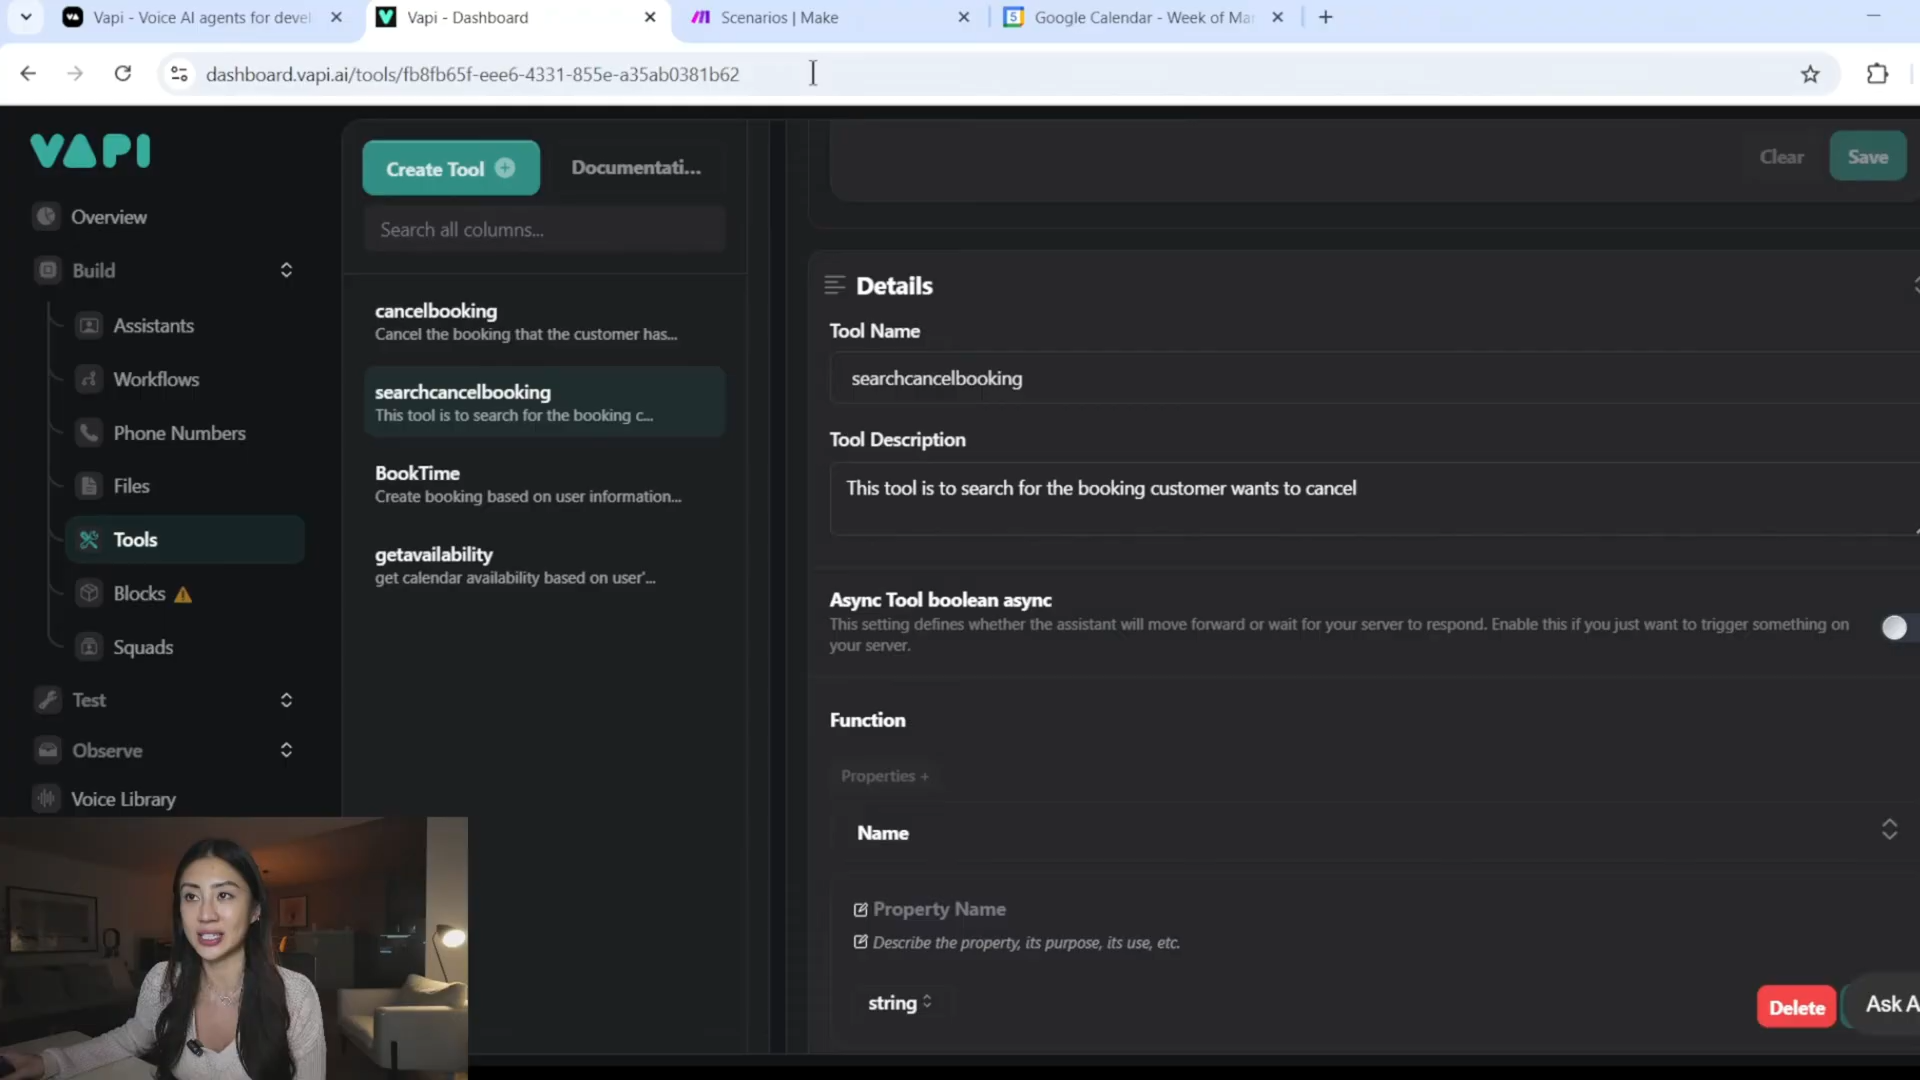 Vapi - Voice AI agents for devel
Vapi - Dashboard
Scenarios | Make
Google Calendar - Week of Mar
dashboard.vapi.ai/tools/fb8fb65f-eee6-4331-855e-a35ab0381b62
VAPI
Overview
Build
Assistants
Workflows
Phone Numbers
Files
Tools
Blocks
Squads
Test
Observe
Voice Library
Create Tool
Documentati...
Search all columns...
cancelbooking
Cancel the booking that the customer has...
searchcancelbooking
This tool is to search for the booking c...
BookTime
Create booking based on user information...
getavailability
get calendar availability based on user'...
Clear
Save
Details
Tool Name
searchcancelbooking
Tool Description
This tool is to search for the booking customer wants to cancel
Async Tool boolean async
This setting defines whether the assistant will move forward or wait for your server to respond. Enable this if you just want to trigger something on
your server.
Function
Properties +
Name
Property Name
Describe the property, its purpose, its use, etc.
string
Delete
Ask A